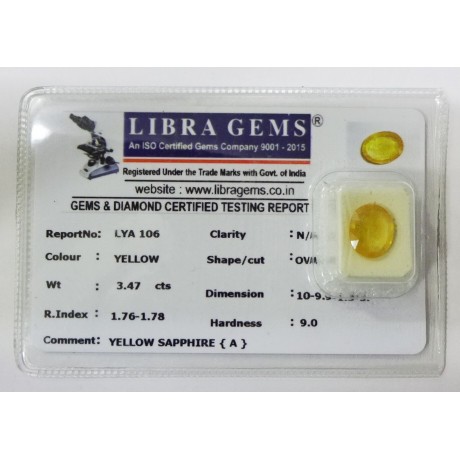 LIBRA GEMS®
An ISO Certified Gems Company 9001 - 2015
Registered Under the Trade Marks with Govt. of India
website : www.libragems.co.in
GEMS & DIAMOND CERTIFIED TESTING REPORT
ReportNo: LYA 106 Clarity : N/A
Colour : YELLOW Shape/cut : OVA
Wt : 3.47 cts Dimension :
R.Index : 1.76-1.78 Hardness : 9.0
Comment: YELLOW SAPPHIRE { A }